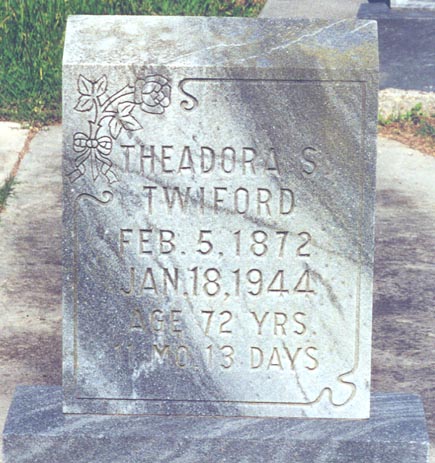 THEADORA S.
TWIFORD
FEB. 5, 1872
JAN. 18, 1944
AGE 72 YRS.
11 MO. 13 DAYS